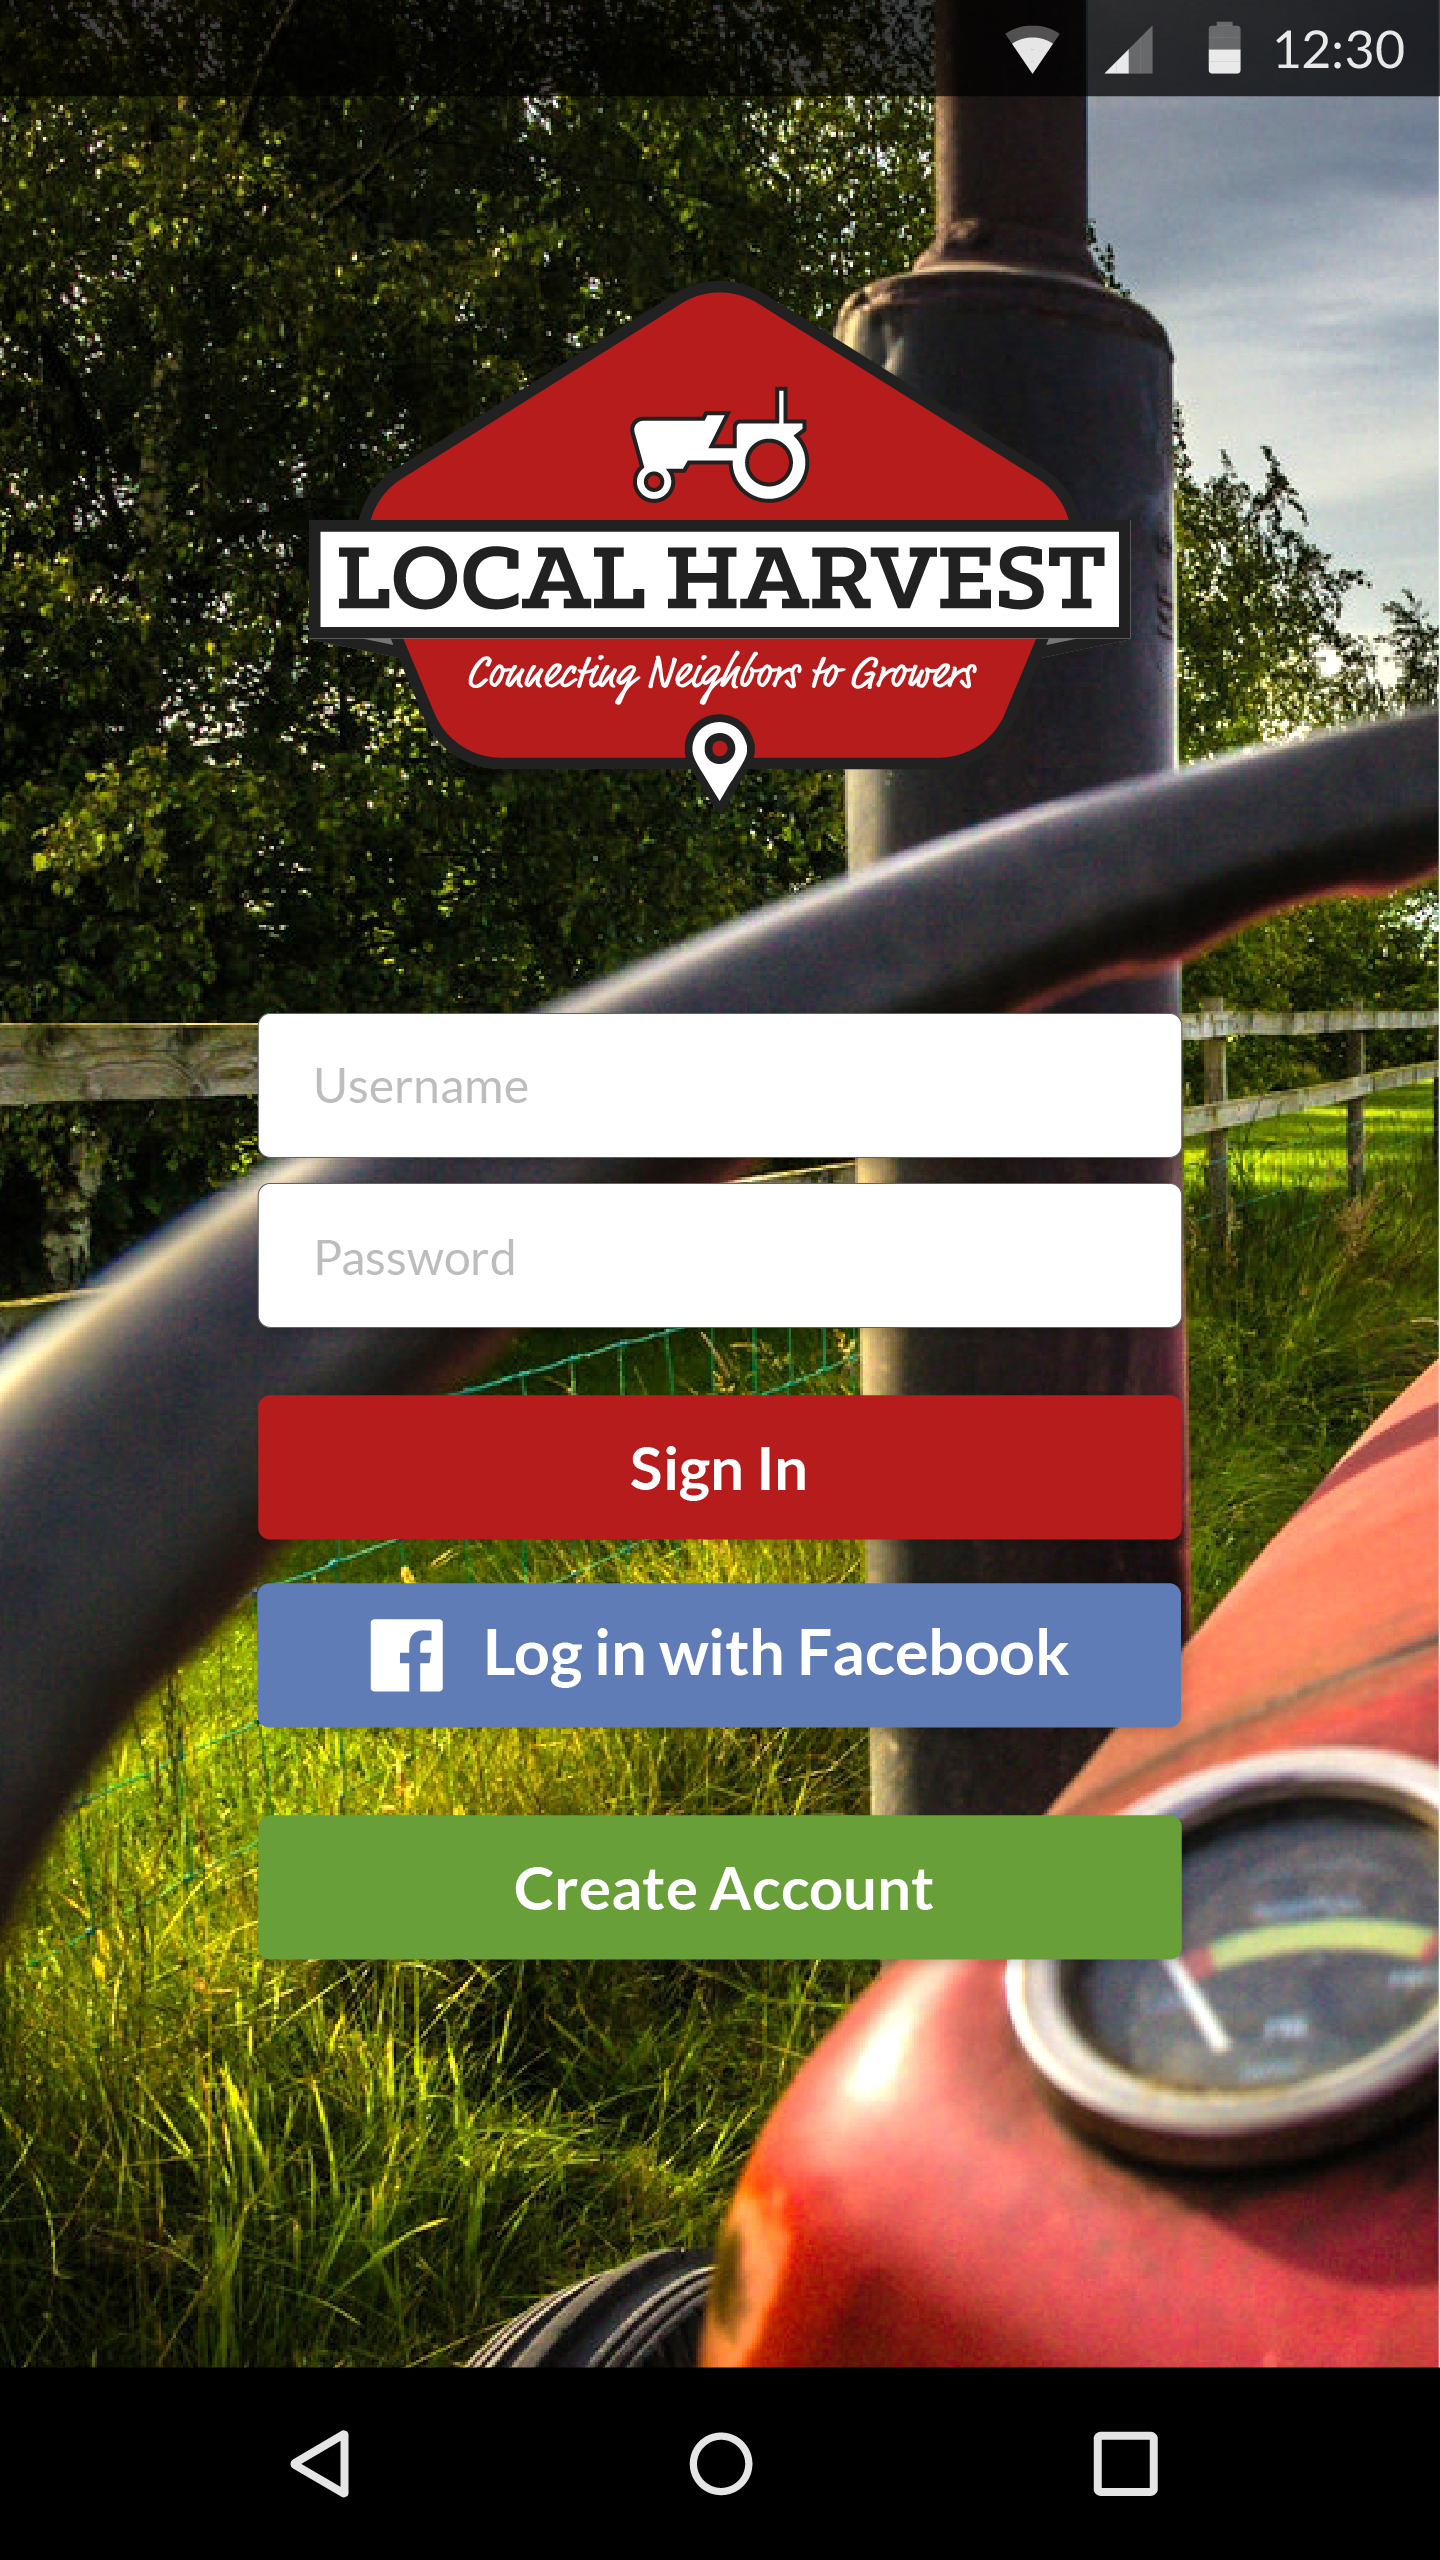 12:30
LOCAL HARVEST
Connecting Neighbors to Growers
Username
Password
Sign In
Log in with Facebook
Create Account